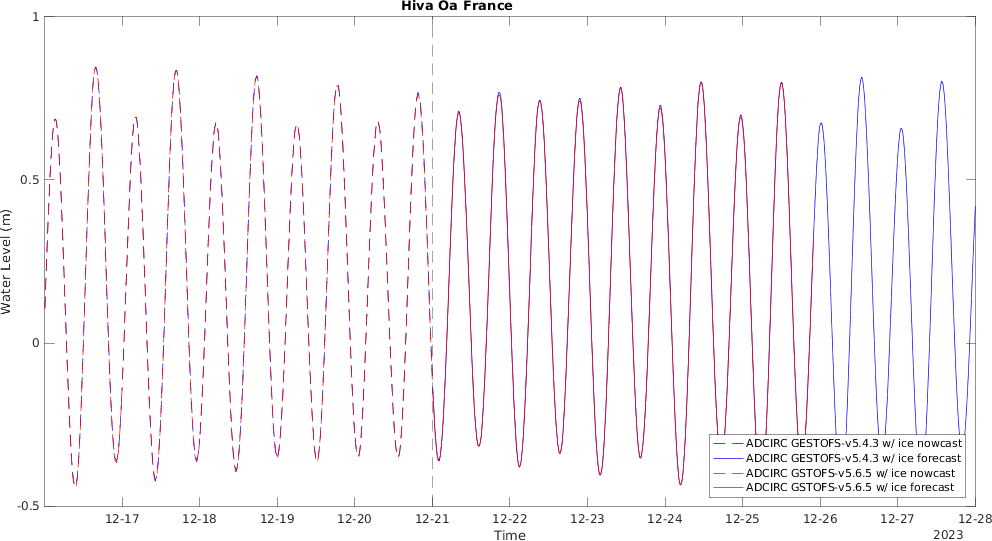 Hiva Oa France
1
0.5
0
-0.5
Water Level (m)
ADCIRC GESTOFS-v5.4.3 w/ ice nowcast
ADCIRC GESTOFS-v5.4.3 w/ ice forecast
ADCIRC GSTOFS-v5.6.5 w/ ice nowcast
ADCIRC GSTOFS-v5.6.5 w/ ice forecast
12-17 12-18 12-19 12-20 12-21 12-22 12-23 12-24 12-25 12-26 12-27 12-28
Time
2023